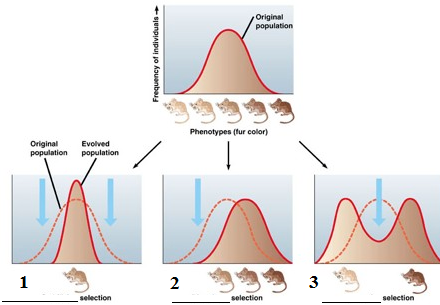 Frequency of individuals
Original
population
Phenotypes (fur color)
Original
population
Evolved
population
1
selection
2
selection
3
selection